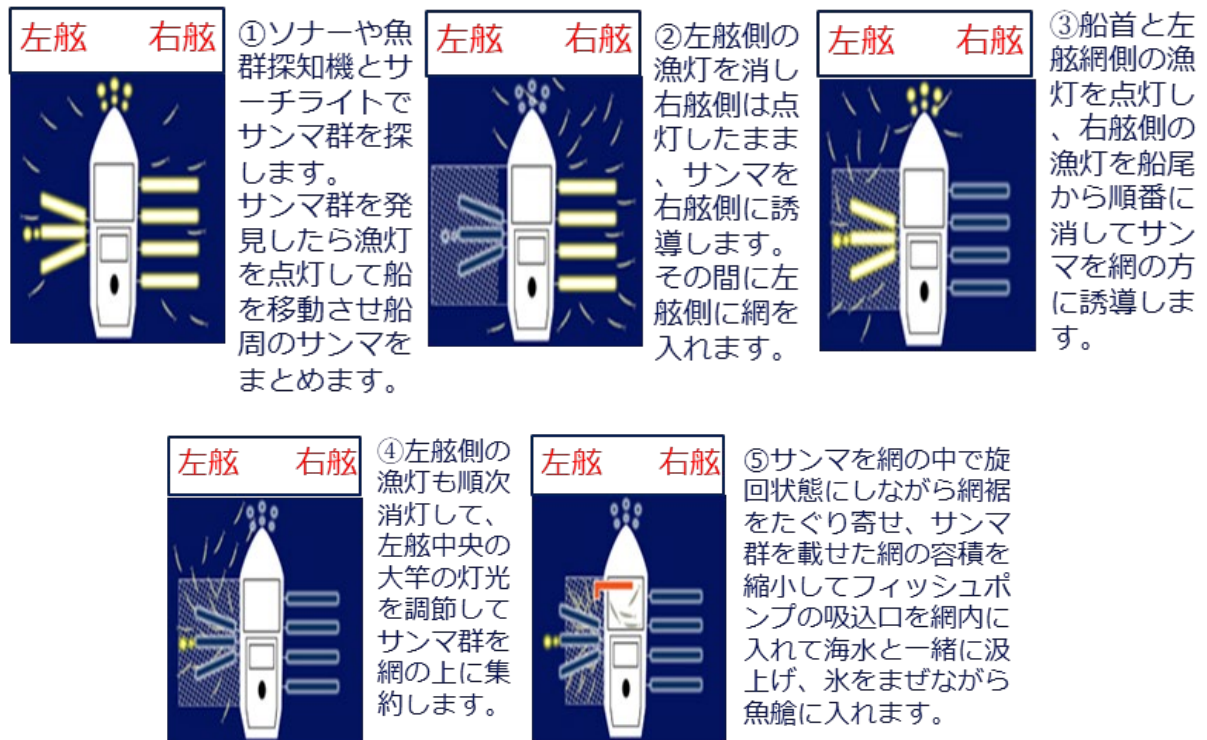 左舷 右舷
①ソナーや魚
群探知機とサ
ーチライトで
サンマ群を探
します。
サンマ群を発
見したら漁灯
を点灯して船
を移動させ船
周のサンマを
まとめます。
左舷 右舷
②左舷側の
漁灯を消し
右舷側は点
灯したまま
、サンマを
右舷側に誘
導します。
その間に左
舷側に網を
入れます。
左舷 右舷
③船首と左
舷網側の漁
灯を点灯し
、右舷側の
漁灯を船尾
から順番に
消してサン
マを網の方
に誘導しま
す。
左舷 右舷
④左舷側の
漁灯も順次
消灯して、
左舷中央の
大竿の灯光
を調節して
サンマ群を
網の上に集
約します。
左舷 右舷
⑤サンマを網の中で旋
回状態にしながら網裾
をたぐり寄せ、サンマ
群を載せた網の容積を
縮小してフィッシュポ
ンプの吸込口を網内に
入れて海水と一緒に汲
上げ、氷をまぜながら
魚艙に入れます。